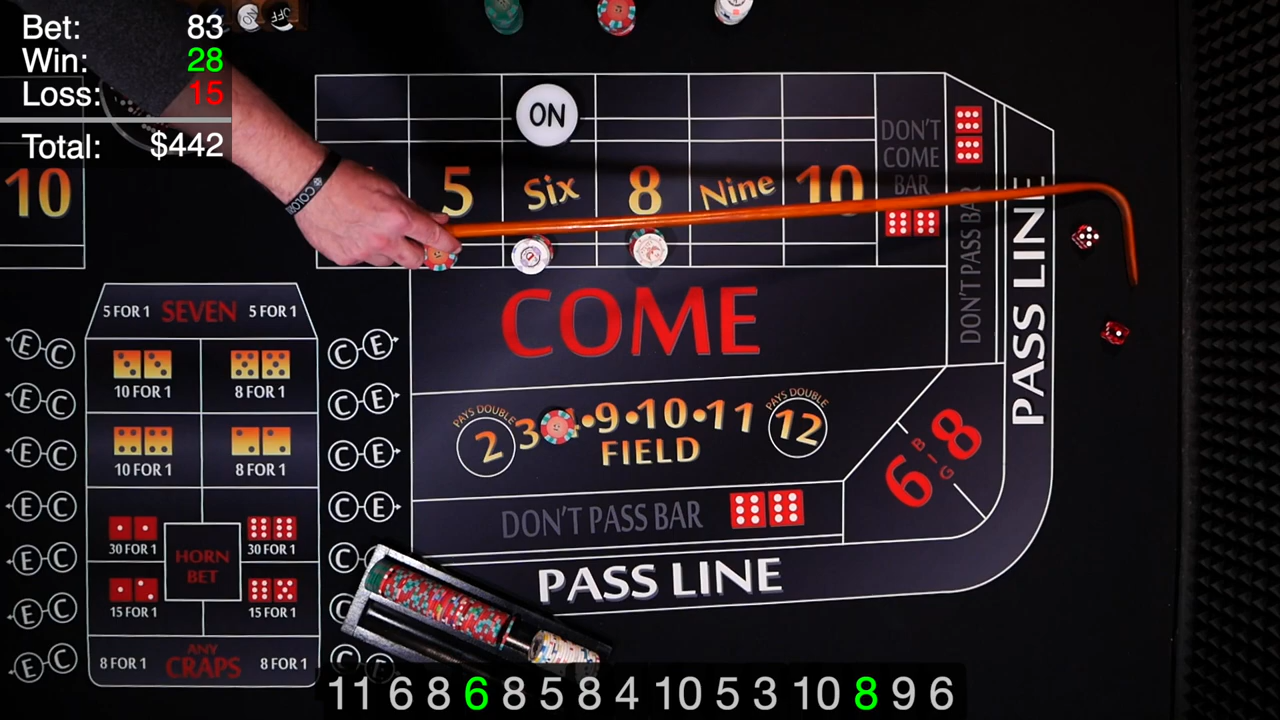 Bet: 83
Win: 28
Loss: 15
Total: $442
NO
OFF
ON
10
5
Six
8
Nine
10
DON'T
COME
BAR
DON'T PASS BAR
PASS LINE
COLOR
COME
5 FOR 1 SEVEN 5 FOR 1
10 FOR 1 8 FOR 1
10 FOR 1 8 FOR 1
30 FOR 1 30 FOR 1
HORN
BET
15 FOR 1 15 FOR 1
8 FOR 1 ANY CRAPS 8 FOR 1
E C C E
E C C E
E C C E
E C C E
E C C
E C C
E C C E
PAYS DOUBLE
2 3 4•9•10•11 12
PAYS DOUBLE
FIELD
6 8
BIG
DON'T PASS BAR
PASS LINE
11 6 8 6 8 5 8 4 10 5 3 10 8 9 6